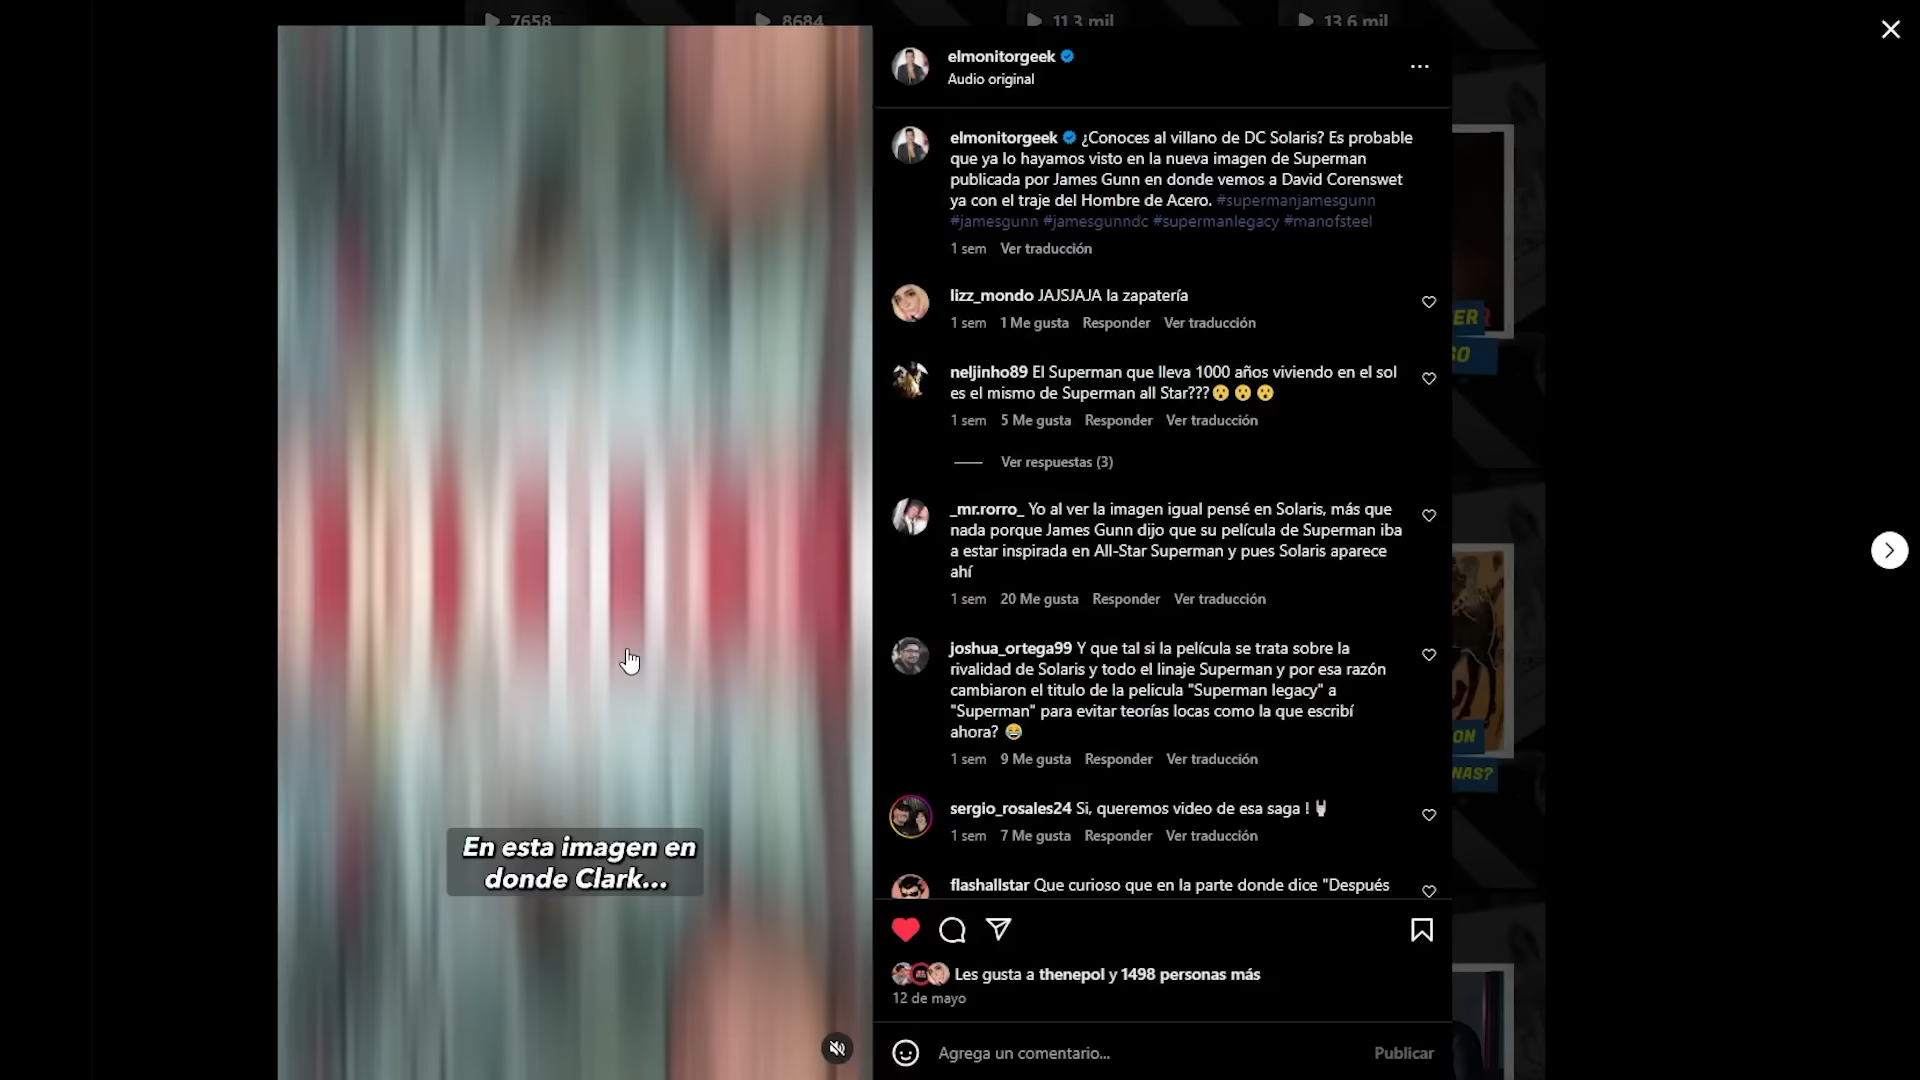 7658
8684
11.3 mil
13.6 mil
elmonitorgeek
Audio original
elmonitorgeek ¿Conoces al villano de DC Solaris? Es probable
que ya lo hayamos visto en la nueva imagen de Superman
publicada por James Gunn en donde vemos a David Corenswet
ya con el traje del Hombre de Acero. #supermanjamesgunn
#jamesgunn #jamesgunndc #supermanlegacy #manofsteel
1 sem Ver traducción
lizz_mondo JAJSJAJA la zapatería
1 sem 1 Me gusta Responder Ver traducción
neljinho89 El Superman que lleva 1000 años viviendo en el sol
es el mismo de Superman all Star???😯 😯 😯
1 sem 5 Me gusta Responder Ver traducción
Ver respuestas (3)
_mr.rorro_ Yo al ver la imagen igual pensé en Solaris, más que
nada porque James Gunn dijo que su película de Superman iba
a estar inspirada en All-Star Superman y pues Solaris aparece
ahí
1 sem 20 Me gusta Responder Ver traducción
joshua_ortega99 Y que tal si la película se trata sobre la
rivalidad de Solaris y todo el linaje Superman y por esa razón
cambiaron el titulo de la pelicula "Superman legacy" a
"Superman" para evitar teorías locas como la que escribí
ahora? 😂
1 sem 9 Me gusta Responder Ver traducción
sergio_rosales24 Si, queremos video de esa saga ! 🤘
1 sem 7 Me gusta Responder Ver traducción
flashallstar Que curioso que en la parte donde dice "Después
Les gusta a thenepol y 1498 personas más
12 de mayo
Agrega un comentario...
Publicar
En esta imagen en
donde Clark...
ER
SO
ON
NAS?